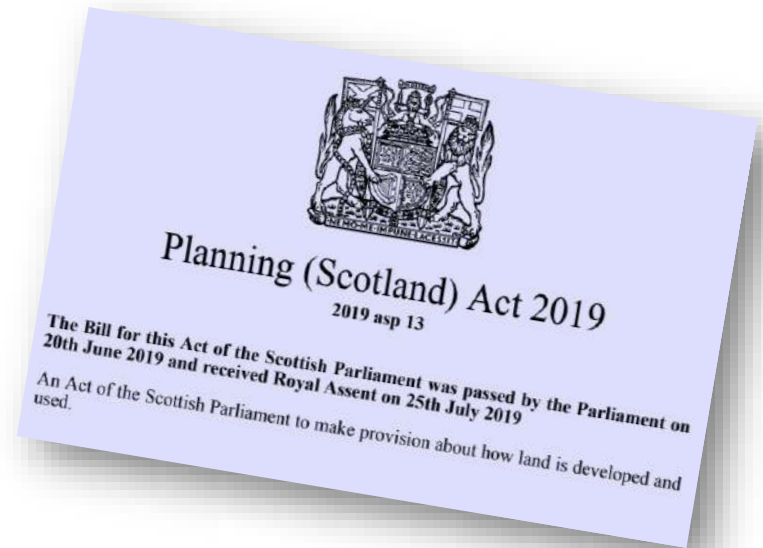 NEMO·ME·IMPUNE·LACESSIT
Planning (Scotland) Act 2019
2019 asp 13
The Bill for this Act of the Scottish Parliament was passed by the Parliament on
20th June 2019 and received Royal Assent on 25th July 2019
An Act of the Scottish Parliament to make provision about how land is developed and
used.